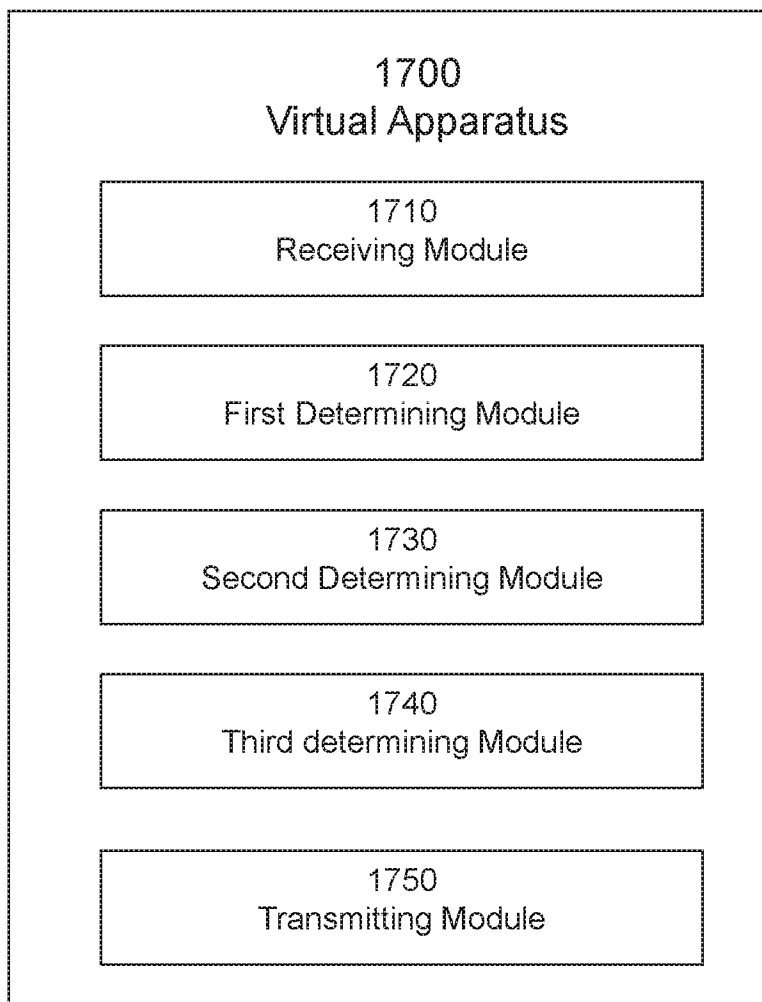 1700
Virtual Apparatus
1710
Receiving Module
1720
First Determining Module
1730
Second Determining Module
1740
Third determining Module
1750
Transmitting Module